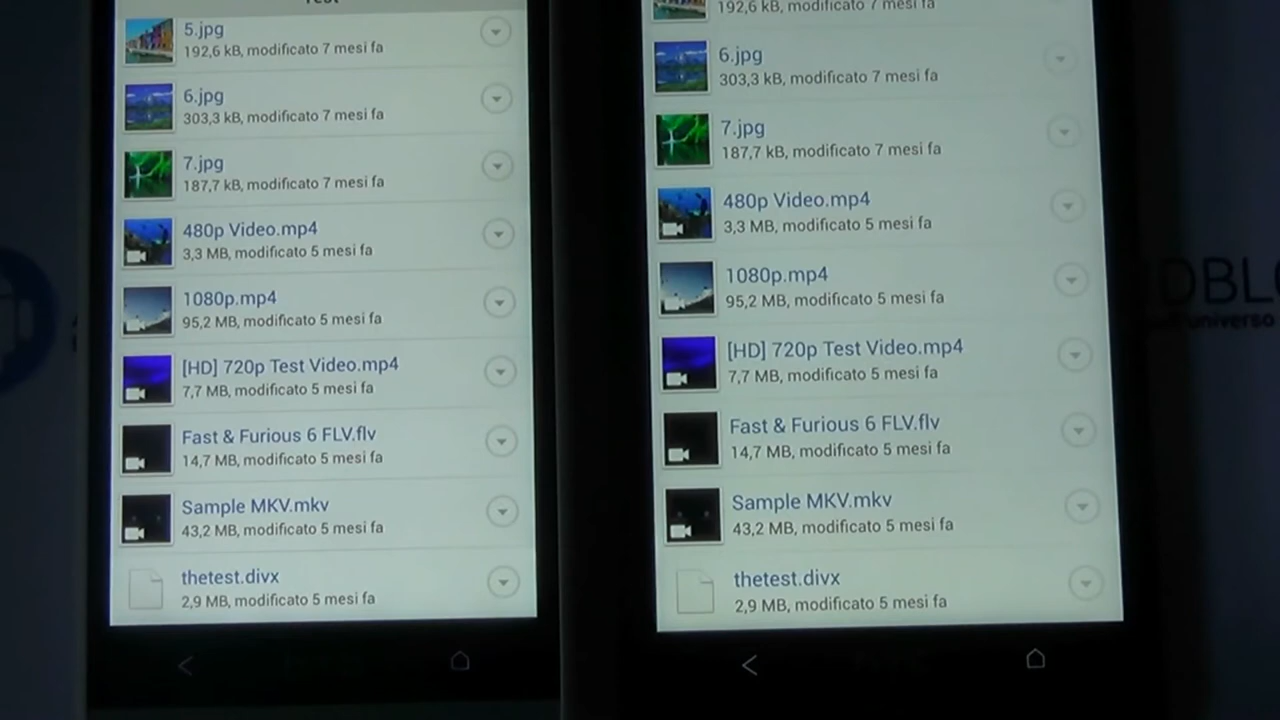 Test
5.jpg
192,6 kB, modificato 7 mesi fa
6.jpg
303,3 kB, modificato 7 mesi fa
7.jpg
187,7 kB, modificato 7 mesi fa
480p Video.mp4
3,3 MB, modificato 5 mesi fa
1080p.mp4
95,2 MB, modificato 5 mesi fa
[HD] 720p Test Video.mp4
7,7 MB, modificato 5 mesi fa
Fast & Furious 6 FLV.flv
14,7 MB, modificato 5 mesi fa
Sample MKV.mkv
43,2 MB, modificato 5 mesi fa
thetest.divx
2,9 MB, modificato 5 mesi fa
192,6 kB, modificato 7 mesi fa
6.jpg
303,3 kB, modificato 7 mesi fa
7.jpg
187,7 kB, modificato 7 mesi fa
480p Video.mp4
3,3 MB, modificato 5 mesi fa
1080p.mp4
95,2 MB, modificato 5 mesi fa
[HD] 720p Test Video.mp4
7,7 MB, modificato 5 mesi fa
Fast & Furious 6 FLV.flv
14,7 MB, modificato 5 mesi fa
Sample MKV.mkv
43,2 MB, modificato 5 mesi fa
thetest.divx
2,9 MB, modificato 5 mesi fa
universo